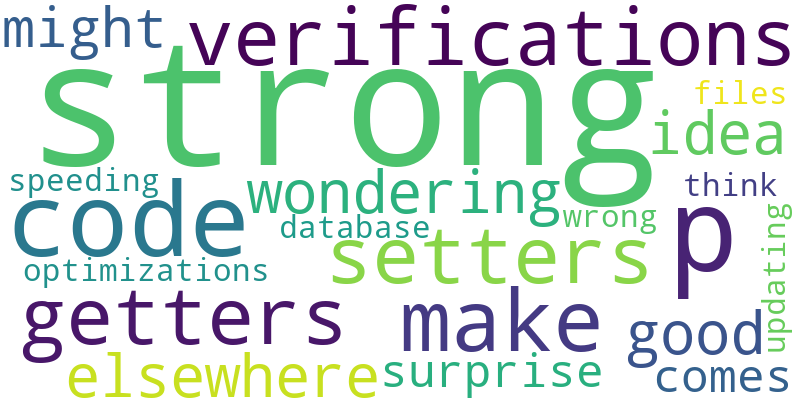 might verifications
strong
files
idea
speeding wondering think
code database wrong
setters p
optimizations updating
getters make good
elsewhere surprise comes